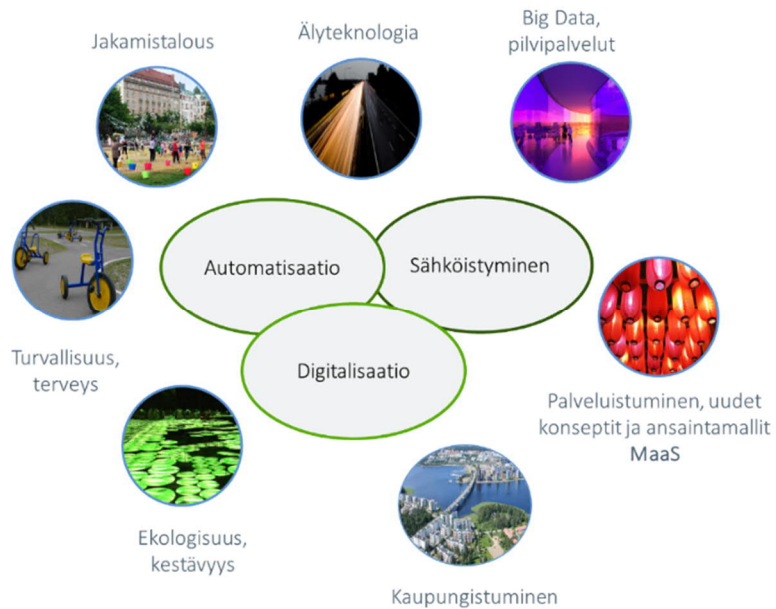 Jakamistalous
Älyteknologia
Big Data,
pilvipalvelut
Automatisaatio
Sähköistyminen
Digitalisaatio
Turvallisuus,
terveys
Palveluistuminen, uudet
konseptit ja ansaintamallit
MaaS
Ekologisuus,
kestävyys
Kaupungistuminen